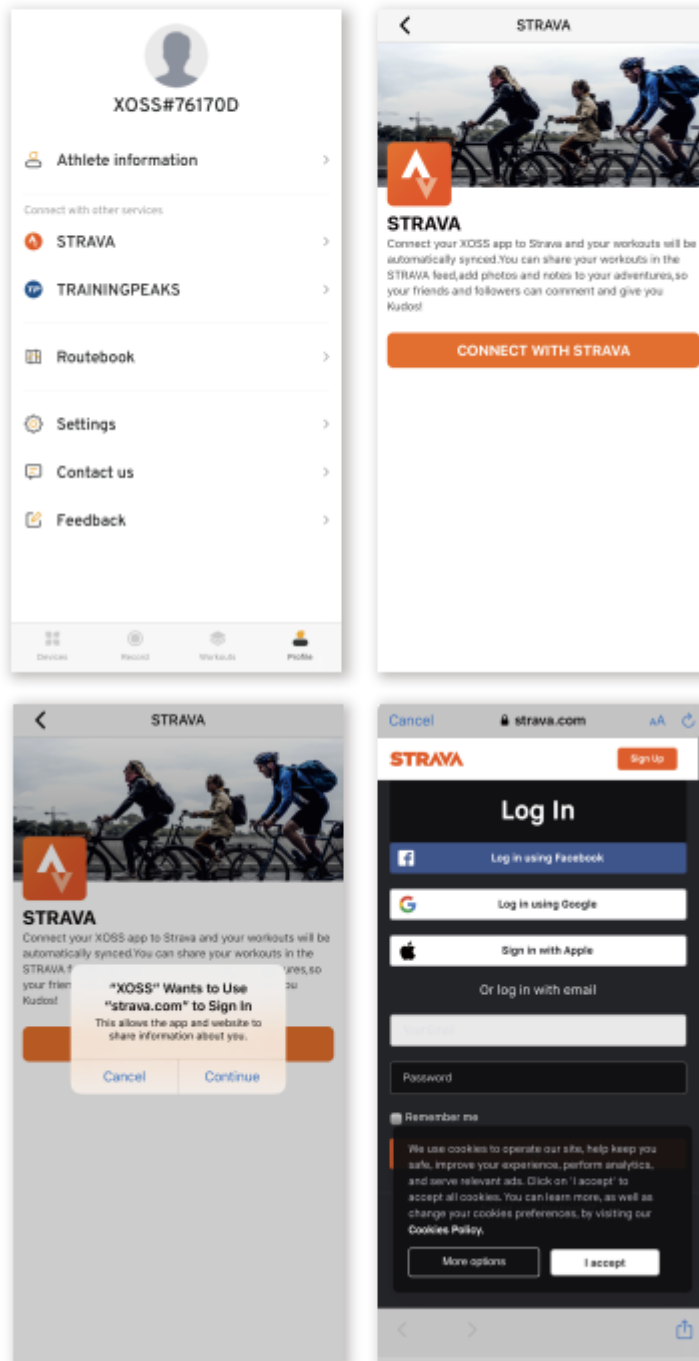 XOSS#76170D
Athlete information
Connect with other services
STRAVA
TRAININGPEAKS
Routebook
Settings
Contact us
Feedback
Devices
Record
Workouts
Profile
STRAVA
STRAVA
Connect your XOSS app to Strava and your workouts will be
automatically synced.You can share your workouts in the
STRAVA feed,add photos and notes to your adventures,so
your friends and followers can comment and give you
Kudos!
CONNECT WITH STRAVA
STRAVA
STRAVA
Connect your XOSS app to Strava and your workouts will be
automatically synced.You can share your workouts in the
STRAVA
your
Kudos!
"XOSS" Wants to Use
"strava.com" to Sign In
This allows the app and website to
share information about you.
Cancel
Continue
Cancel
strava.com
AA
STRAVA
Sign Up
Log In
Log in using Facebook
Log in using Google
Sign in with Apple
Or log in with email
Password
Remember me
We use cookies to operate our site, help keep you
safe, improve your experience, perform analytics,
and serve relevant ads. Click on 'I accept' to
accept all cookies. You can learn more, as well as
change your cookies preferences, by visiting our
Cookies Policy.
More options
I accept